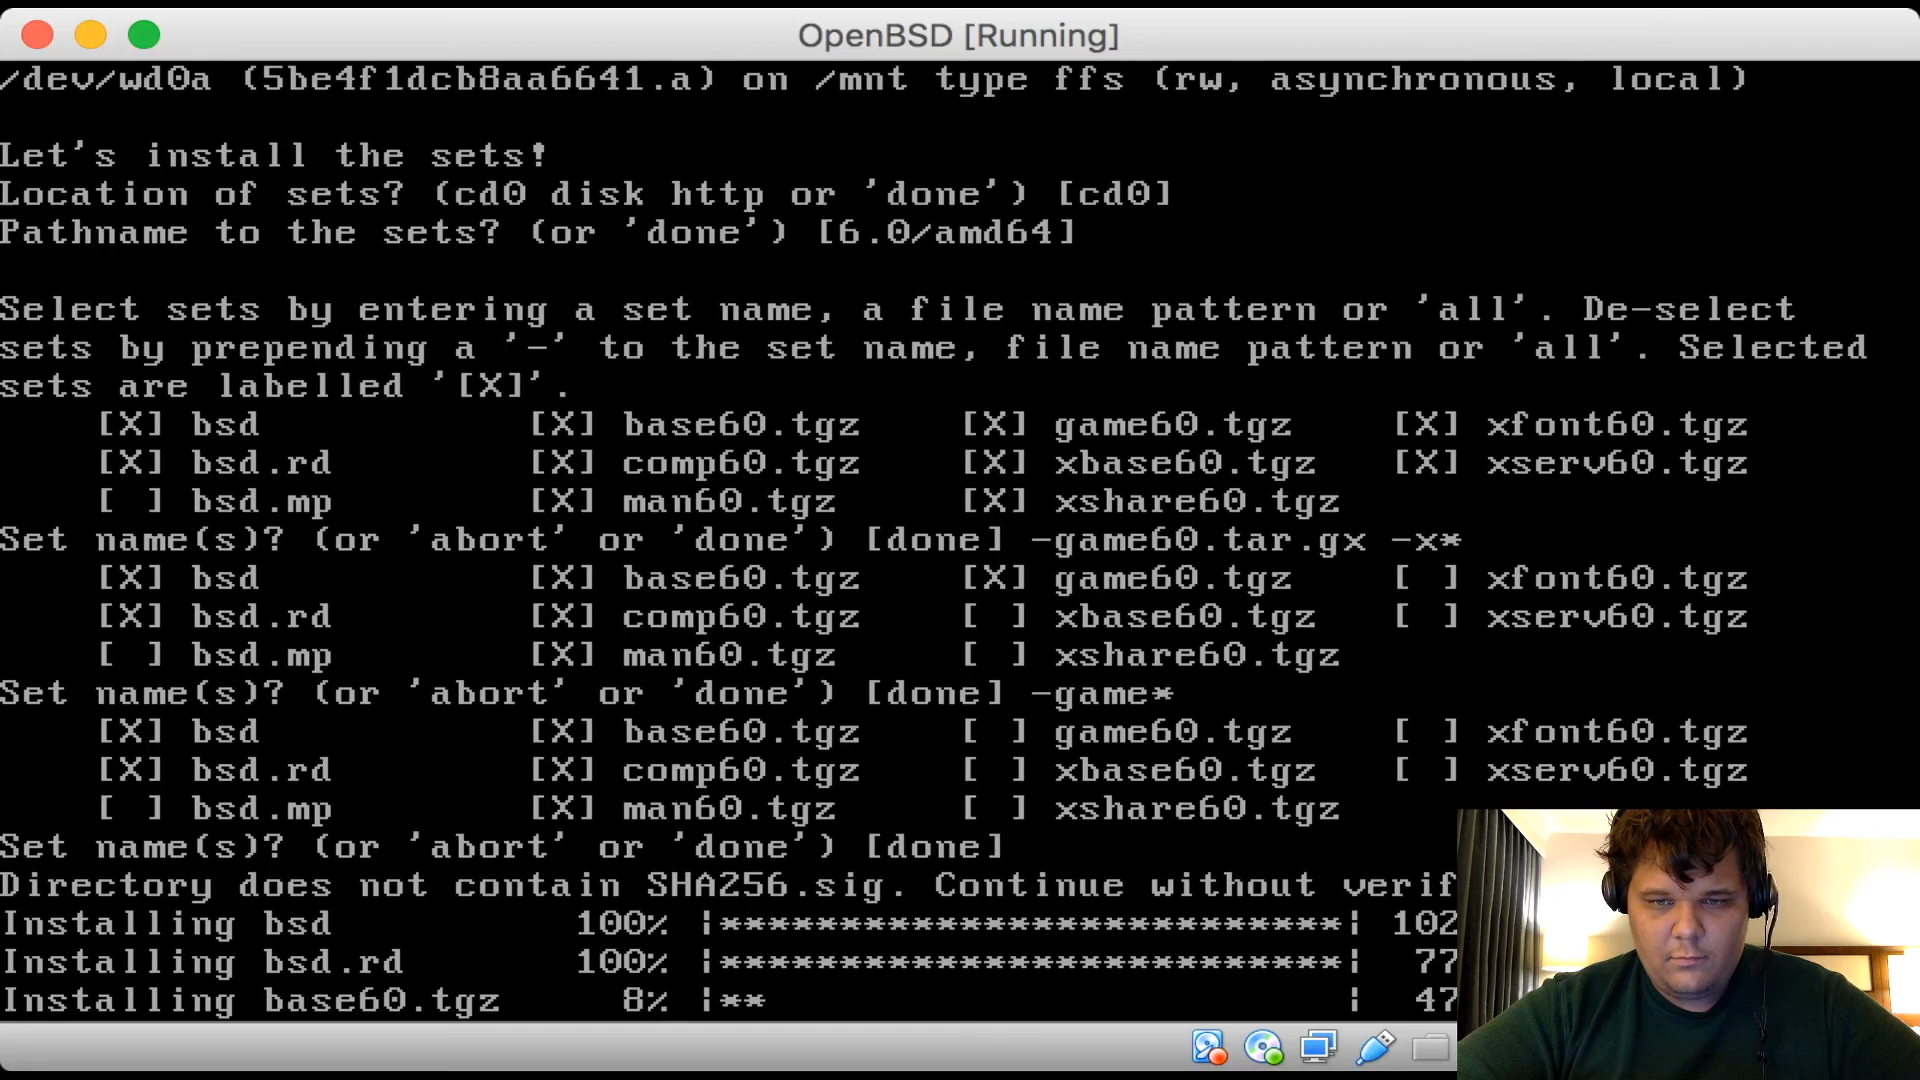 OpenBSD [Running]
/dev/wd0a (5be4f1dcb8aa6641.a) on /mnt type ffs (rw, asynchronous, local)
Let's install the sets!
Location of sets? (cd0 disk http or 'done') [cd0]
Pathname to the sets? (or 'done') [6.0/amd64]
Select sets by entering a set name, a file name pattern or 'all'. De-select
sets by prepending a '-' to the set name, file name pattern or 'all'. Selected
sets are labelled '[X]'.
[X] bsd [X] base60.tgz [X] game60.tgz [X] xfont60.tgz
[X] bsd.rd [X] comp60.tgz [X] xbase60.tgz [X] xserv60.tgz
[ ] bsd.mp [X] man60.tgz [X] xshare60.tgz
Set name(s)? (or 'abort' or 'done') [done] -game60.tar.gx -x*
[X] bsd [X] base60.tgz [X] game60.tgz [ ] xfont60.tgz
[X] bsd.rd [X] comp60.tgz [ ] xbase60.tgz [ ] xserv60.tgz
[ ] bsd.mp [X] man60.tgz [ ] xshare60.tgz
Set name(s)? (or 'abort' or 'done') [done] -game*
[X] bsd [X] base60.tgz [ ] game60.tgz [ ] xfont60.tgz
[X] bsd.rd [X] comp60.tgz [ ] xbase60.tgz [ ] xserv60.tgz
[ ] bsd.mp [X] man60.tgz [ ] xshare60.tgz
Set name(s)? (or 'abort' or 'done') [done]
Directory does not contain SHA256.sig. Continue without verif
Installing bsd 100% |**************************| 102
Installing bsd.rd 100% |**************************| 77
Installing base60.tgz 8% |** | 47